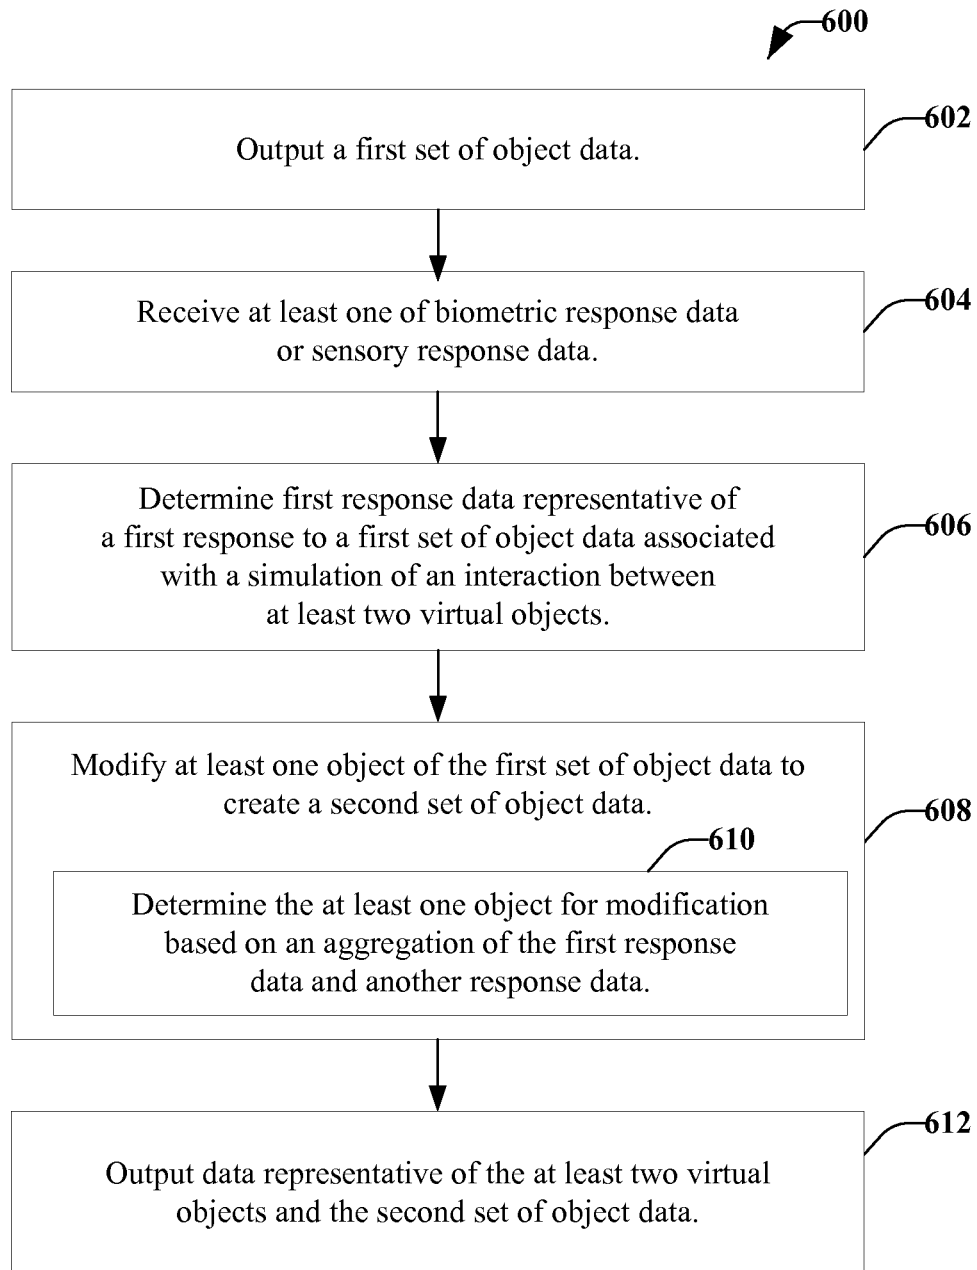 600
602
Output a first set of object data.
604
Receive at least one of biometric response data
or sensory response data.
Determine first response data representative of
a first response to a first set of object data associated
with a simulation of an interaction between
at least two virtual objects.
606
Modify at least one object of the first set of object data to
create a second set of object data.
608
610
Determine the at least one object for modification
based on an aggregation of the first response
data and another response data.
612
Output data representative of the at least two virtual
objects and the second set of object data.